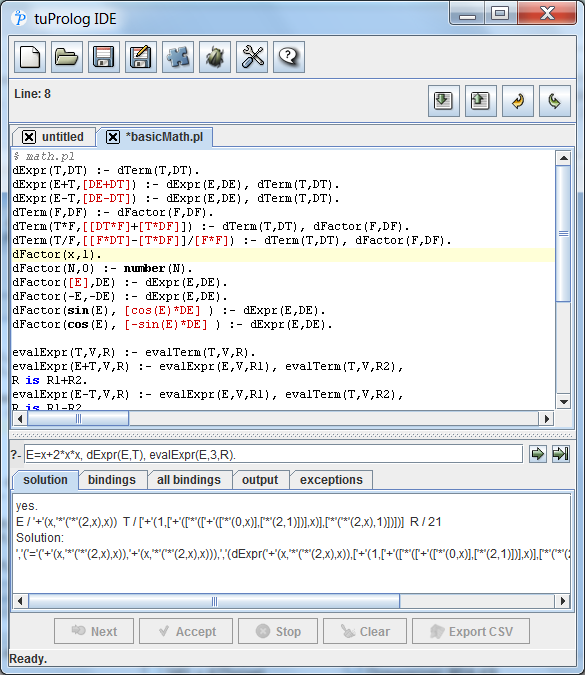 tuProlog IDE
Line: 8
untitled
*basicMath.pl
% math.pl
dExpr(T,DT) :- dTerm(T,DT).
dExpr(E+T,[DE+DT]) :- dExpr(E,DE), dTerm(T,DT).
dExpr(E-T,[DE-DT]) :- dExpr(E,DE), dTerm(T,DT).
dTerm(F,DF) :- dFactor(F,DF).
dTerm(T*F,[[DT*F]+[T*DF]]) :- dTerm(T,DT), dFactor(F,DF).
dTerm(T/F,[[F*DT]-[T*DF]]/[F*F]) :- dTerm(T,DT), dFactor(F,DF).
dFactor(x,1).
dFactor(N,0) :- number(N).
dFactor([E],DE) :- dExpr(E,DE).
dFactor(-E,-DE) :- dExpr(E,DE).
dFactor(sin(E), [cos(E)*DE] ) :- dExpr(E,DE).
dFactor(cos(E), [-sin(E)*DE] ) :- dExpr(E,DE).
evalExpr(T,V,R) :- evalTerm(T,V,R).
evalExpr(E+T,V,R) :- evalExpr(E,V,R1), evalTerm(T,V,R2),
R is R1+R2.
evalExpr(E-T,V,R) :- evalExpr(E,V,R1), evalTerm(T,V,R2),
R is R1-R2.
?- E=x+2*x*x, dExpr(E,T), evalExpr(E,3,R).
solution bindings all bindings output exceptions
yes.
E / '+'(x,'*'('*'(2,x),x)) T / ['+'(1,['+'(['*'(['+'(['*'(0,x)],['*'(2,1)])],x)],['*'('*'(2,x),1)])])] R / 21
Solution:
','('='('+'(x,'*'('*'(2,x),x)),'+'(x,'*'('*'(2,x),x))),','(dExpr('+'(x,'*'('*'(2,x),x)),['+'(1,['+'(['*'(['+'(['*'(0,x)],['*'(2,1)])],x)],['*'('*'(2
Next Accept Stop Clear Export CSV
Ready.